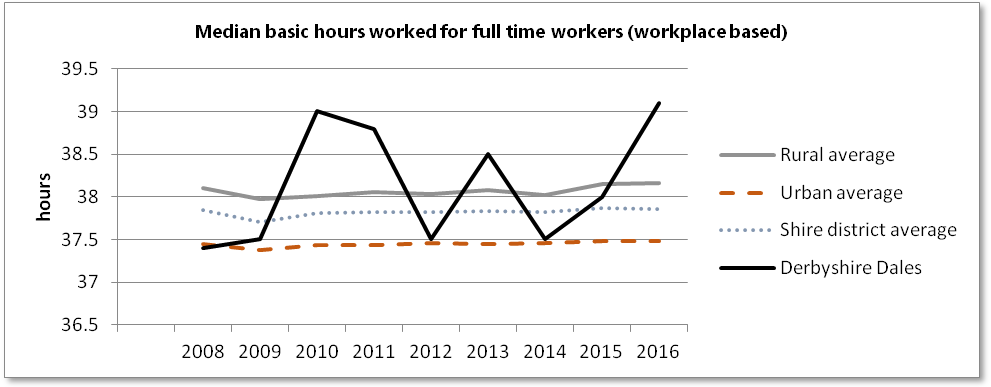 Median basic hours worked for full time workers (workplace based)
39.5
39
38.5
38
37.5
37
36.5
hours
2008 2009 2010 2011 2012 2013 2014 2015 2016
Rural average
Urban average
Shire district average
Derbyshire Dales